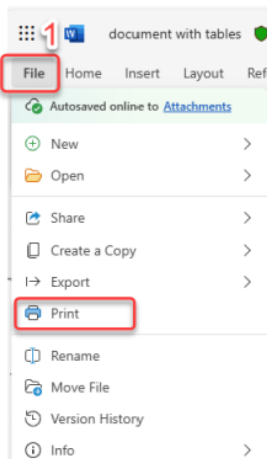 1 W document with tables
File Home Insert Layout Ref
Autosaved online to Attachments
New
Open
Share
Create a Copy
Export
Print
Rename
Move File
Version History
Info